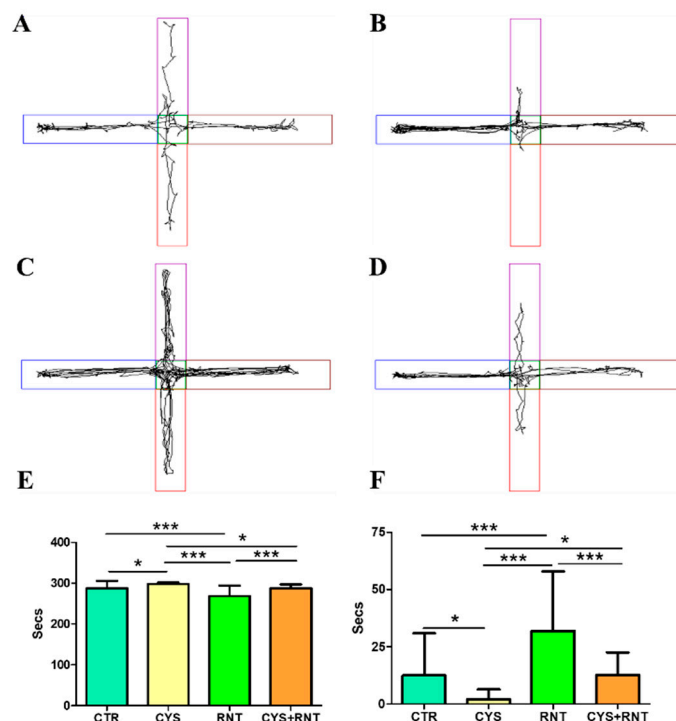 A B
C D
E F
*** ***
* *
* *** *** *** ***
*
400 75
300 50
Secs Secs
200 25
100
0 0
CTR CYS RNT CYS+RNT CTR CYS RNT CYS+RNT